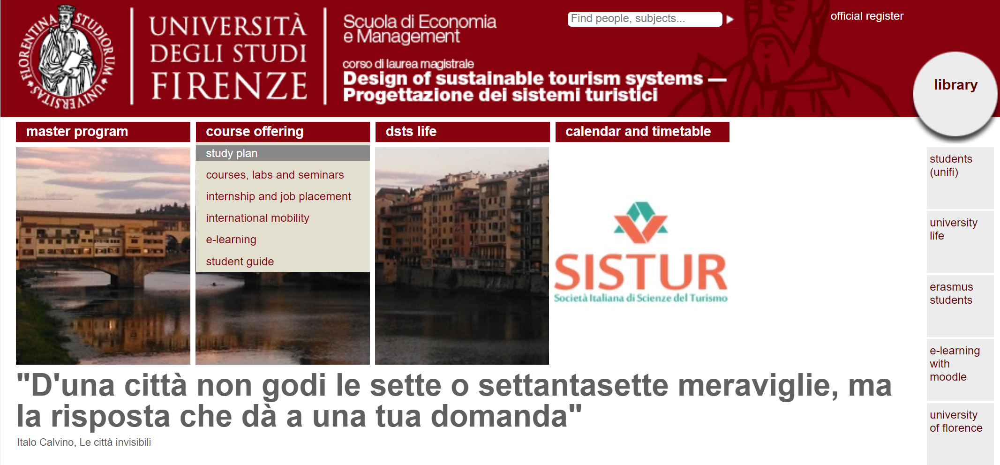 FLORENTINA STUDIORUM UNIVERSITAS
UNIVERSITÀ
DEGLI STUDI
FIRENZE
Scuola di Economia
e Management
corso di laurea magistrale
Design of sustainable tourism systems —
Progettazione dei sistemi turistici
Find people, subjects...
official register
library
master program
course offering
dsts life
calendar and timetable
study plan
courses, labs and seminars
internship and job placement
international mobility
e-learning
student guide
SISTUR
Società Italiana di Scienze del Turismo
students
(unifi)
university
life
erasmus
students
e-learning
with
moodle
university
of florence
"D'una città non godi le sette o settantasette meraviglie, ma
la risposta che dà a una tua domanda"
Italo Calvino, Le città invisibili